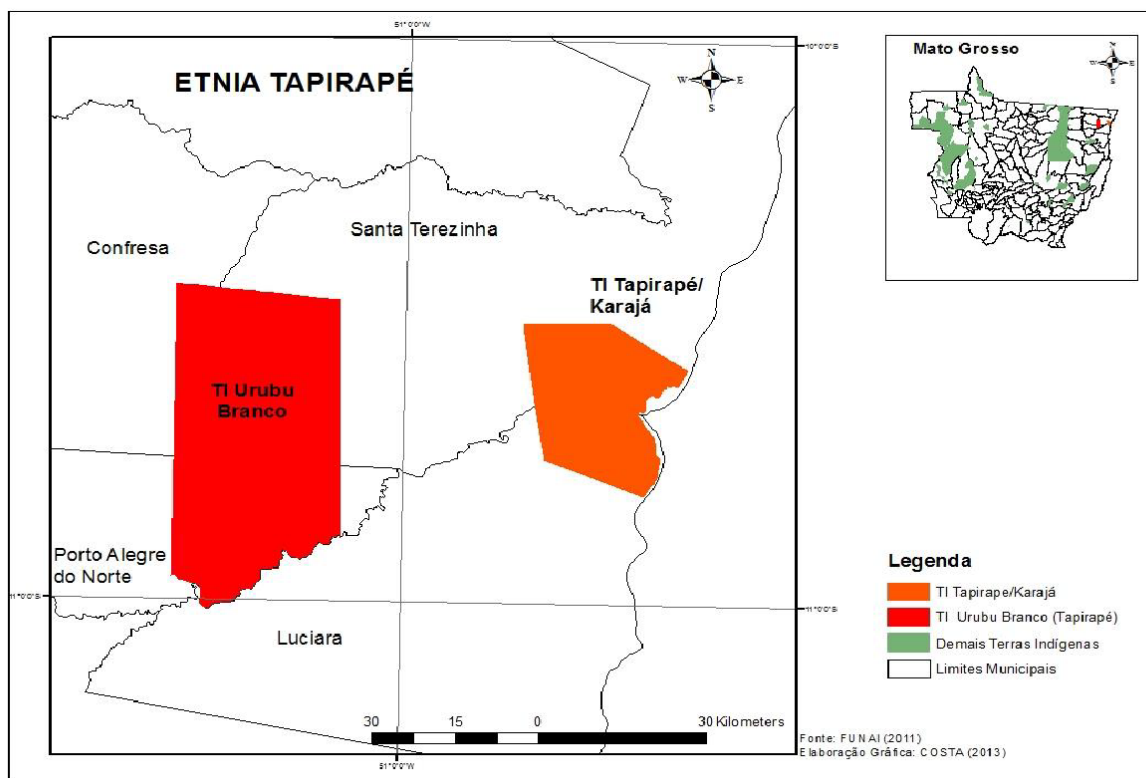 51°0'0"W
10°0'0"S
ETNIA TAPIRAPÉ
N
W E
S
Mato Grosso
N
W E
S
Confresa
Santa Terezinha
TI Tapirapé/
Karajá
TI Urubu
Branco
Porto Alegre
do Norte
11°0'0"S
11°0'0"S
Luciara
Legenda
TI Tapirape/Karajá
TI Urubu Branco (Tapirapé)
Demais Terras Indígenas
Limites Municipais
30 15 0 30 Kilometers
Fonte: FUNAI (2011)
Elaboração Gráfica: COSTA (2013)
51°0'0"W